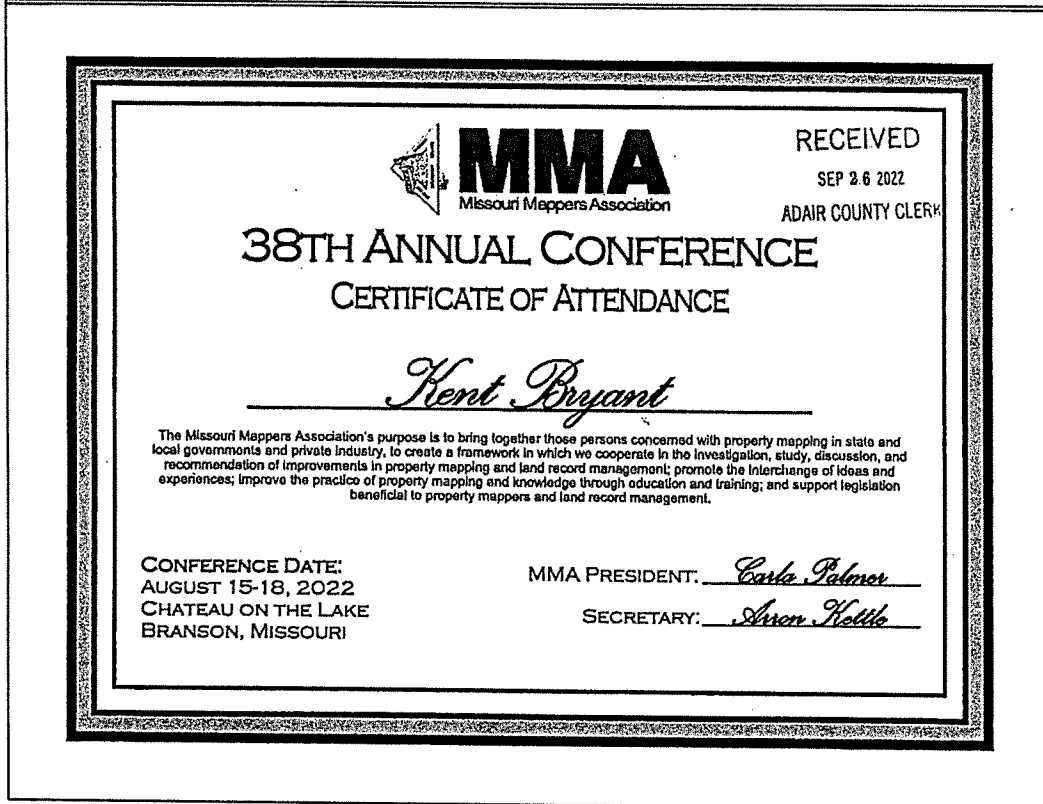 MMA
Missouri Mappers Association
RECEIVED
SEP 26 2022
ADAIR COUNTY CLERK
38TH ANNUAL CONFERENCE
CERTIFICATE OF ATTENDANCE
Kent Bryant
The Missouri Mappers Association's purpose is to bring together those persons concerned with property mapping in state and
local governments and private industry, to create a framework in which we cooperate in the investigation, study, discussion, and
recommendation of improvements in property mapping and land record management; promote the interchange of ideas and
experiences; improve the practice of property mapping and knowledge through education and training; and support legislation
beneficial to property mappers and land record management.
CONFERENCE DATE:
AUGUST 15-18, 2022
CHATEAU ON THE LAKE
BRANSON, MISSOURI
MMA PRESIDENT: Carla Palmer
SECRETARY: Arron Kottlo